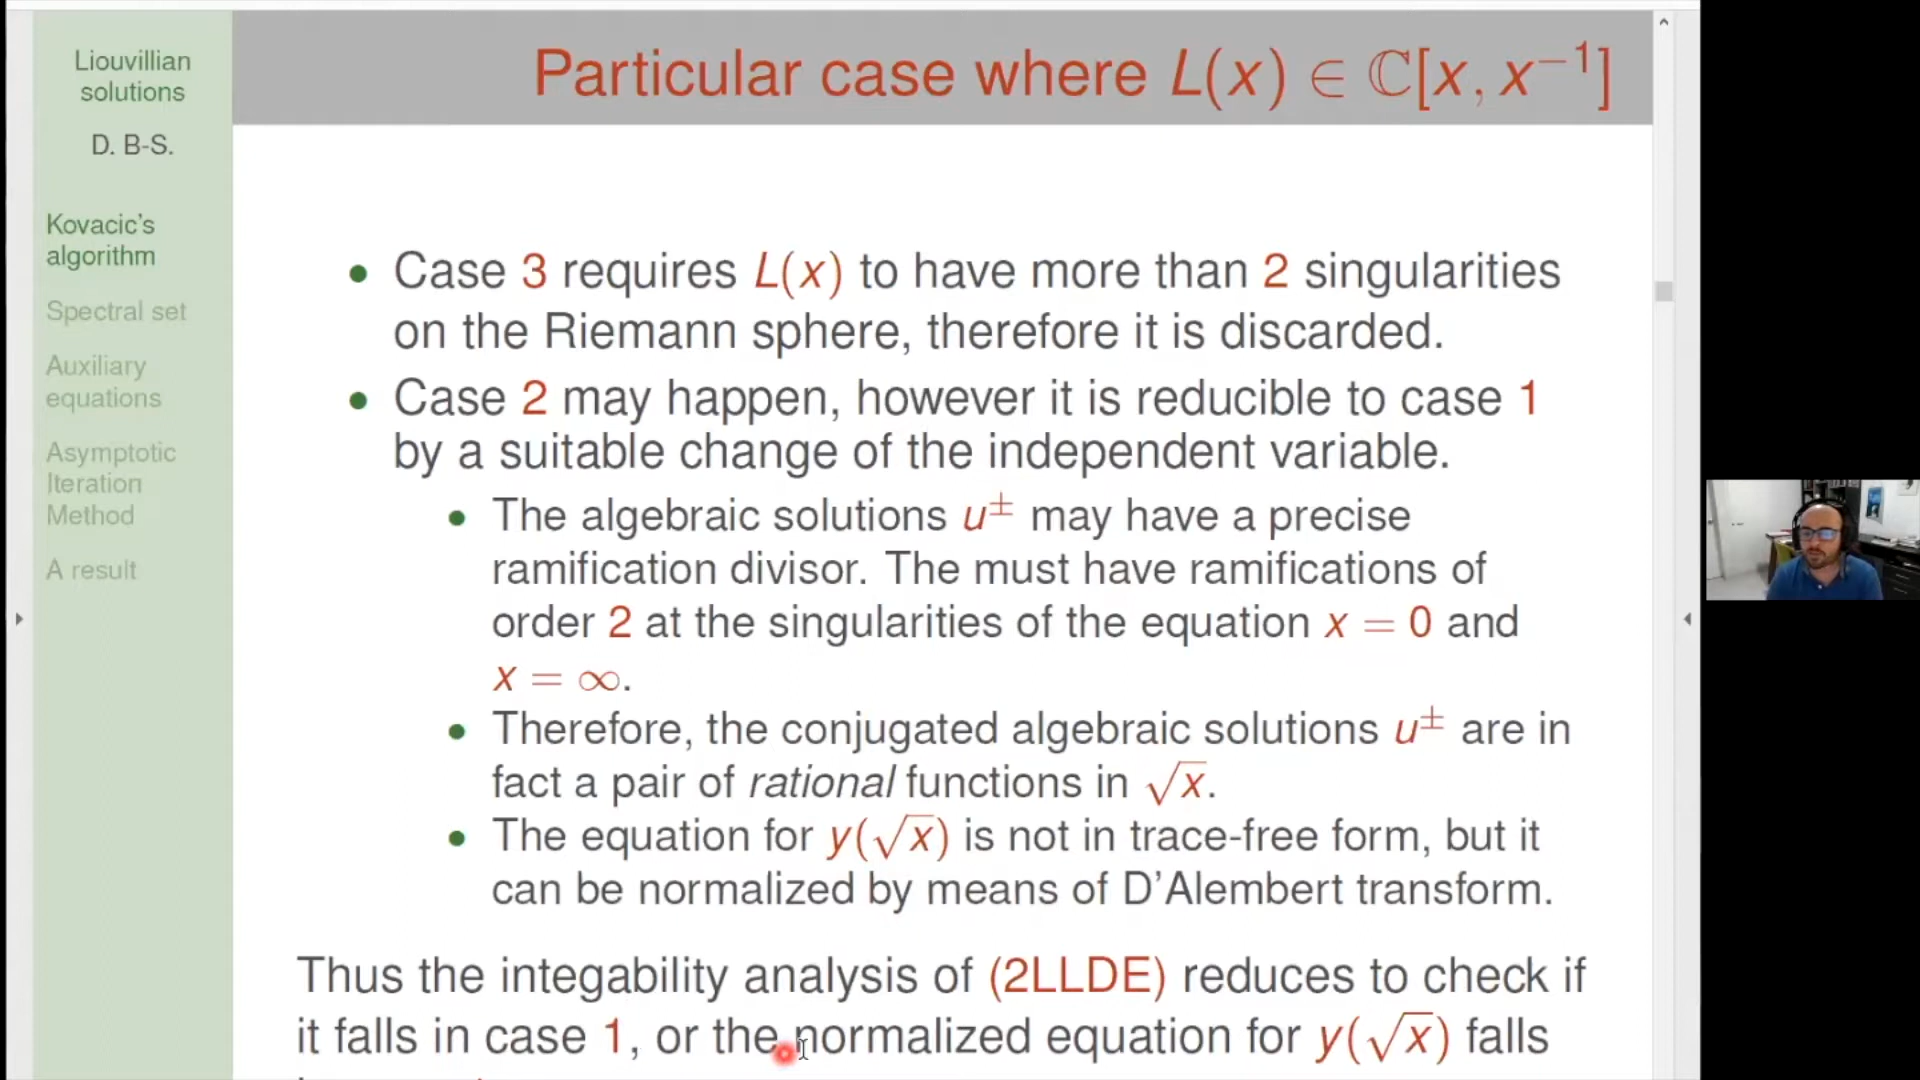 Liouvillian
solutions
D. B-S.
Kovacic's
algorithm
Spectral set
Auxiliary
equations
Asymptotic
Iteration
Method
A result
Particular case where L(x) ∈ ℂ[x, x⁻¹]
• Case 3 requires L(x) to have more than 2 singularities
on the Riemann sphere, therefore it is discarded.
• Case 2 may happen, however it is reducible to case 1
by a suitable change of the independent variable.
• The algebraic solutions u± may have a precise
ramification divisor. The must have ramifications of
order 2 at the singularities of the equation x = 0 and
x = ∞.
• Therefore, the conjugated algebraic solutions u± are in
fact a pair of rational functions in √x.
• The equation for y(√x) is not in trace-free form, but it
can be normalized by means of D'Alembert transform.
Thus the integability analysis of (2LLDE) reduces to check if
it falls in case 1, or the normalized equation for y(√x) falls